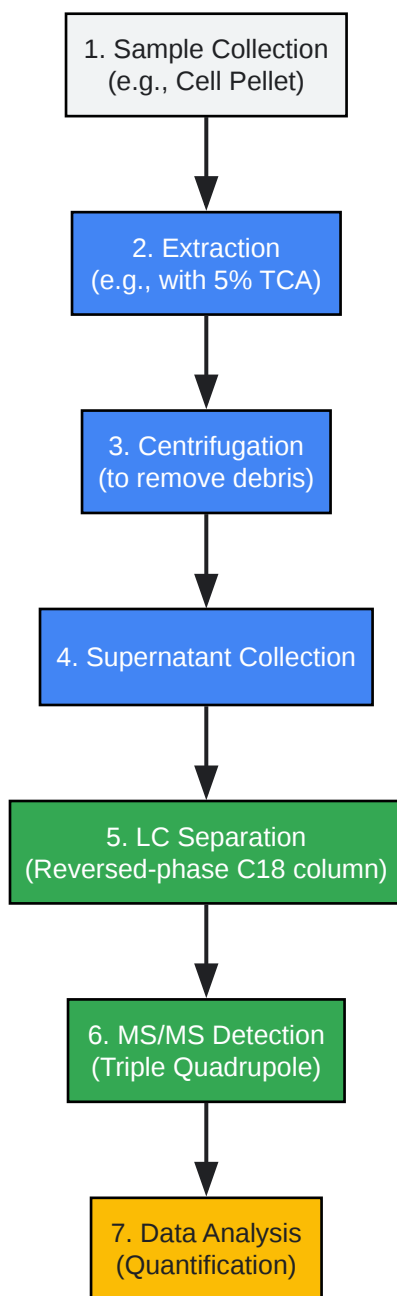 1. Sample Collection
(e.g., Cell Pellet)
2. Extraction
(e.g., with 5% TCA)
3. Centrifugation
(to remove debris)
4. Supernatant Collection
5. LC Separation
(Reversed-phase C18 column)
6. MS/MS Detection
(Triple Quadrupole)
7. Data Analysis
(Quantification)